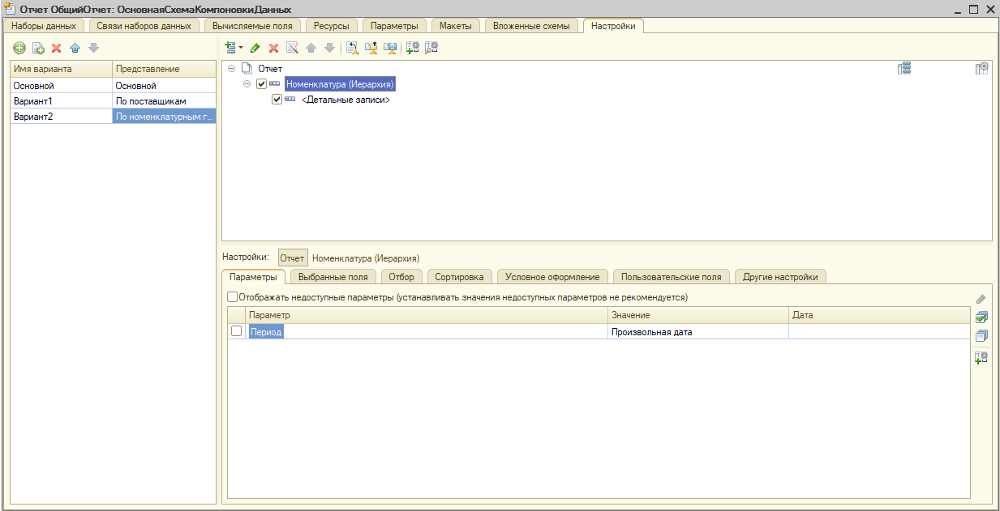 Отчет ОбщийОтчет: ОсновнаяСхемаКомпоновкиДанных
Наборы данных Связи наборов данных Вычисляемые поля Ресурсы Параметры Макеты Вложенные схемы Настройки
Имя варианта Представление
Основной Основной
Вариант1 По поставщикам
Вариант2 По номенклатурным г...
Отчет
Номенклатура (Иерархия)
<Детальные записи>
Настройки: Отчет Номенклатура (Иерархия)
Параметры Выбранные поля Отбор Сортировка Условное оформление Пользовательские поля Другие настройки
Отображать недоступные параметры (устанавливать значения недоступных параметров не рекомендуется)
Параметр Значение Дата
Период Произвольная дата